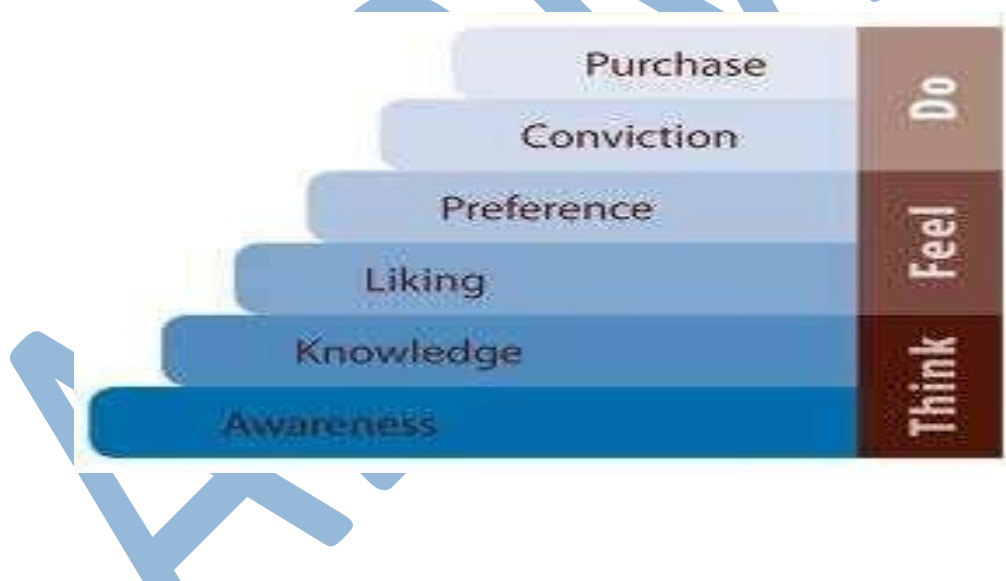 Purchase
Conviction
Preference
Liking
Knowledge
Awareness
Do
Feel
Think